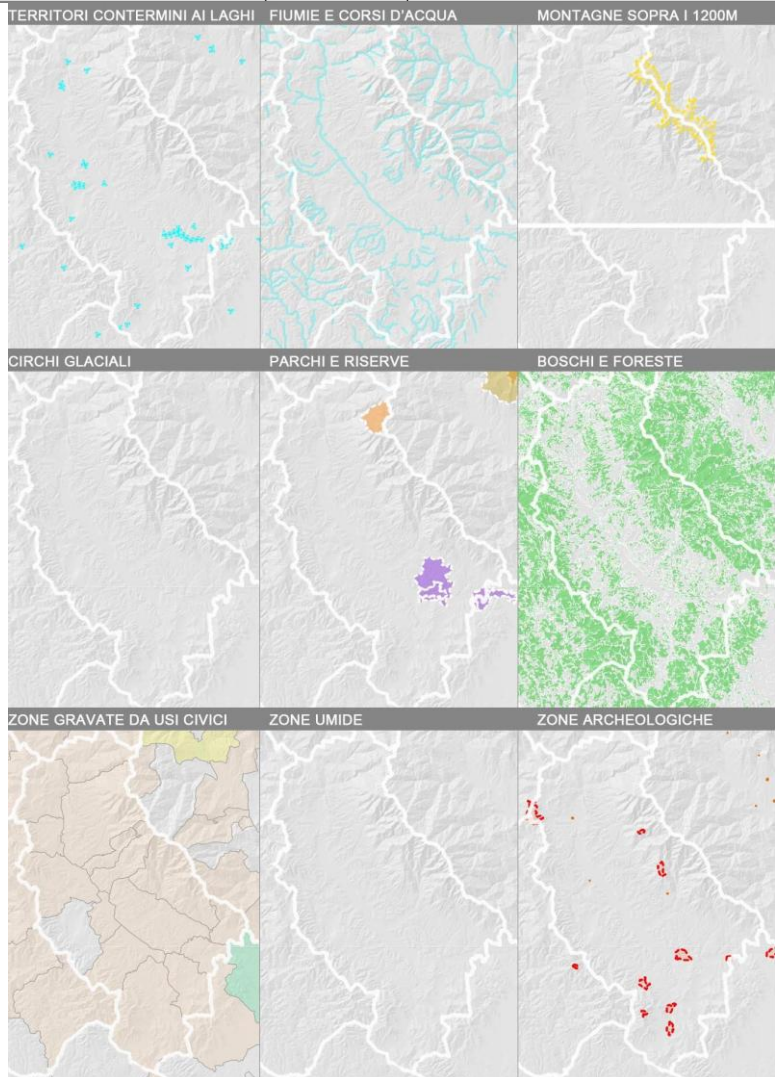 TERRITORI CONTERMINI AI LAGHI
FIUMIE E CORSI D'ACQUA
MONTAGNE SOPRA I 1200M
CIRCHI GLACIALI
PARCHI E RISERVE
BOSCHI E FORESTE
ZONE GRAVATE DA USI CIVICI
ZONE UMIDE
ZONE ARCHEOLOGICHE